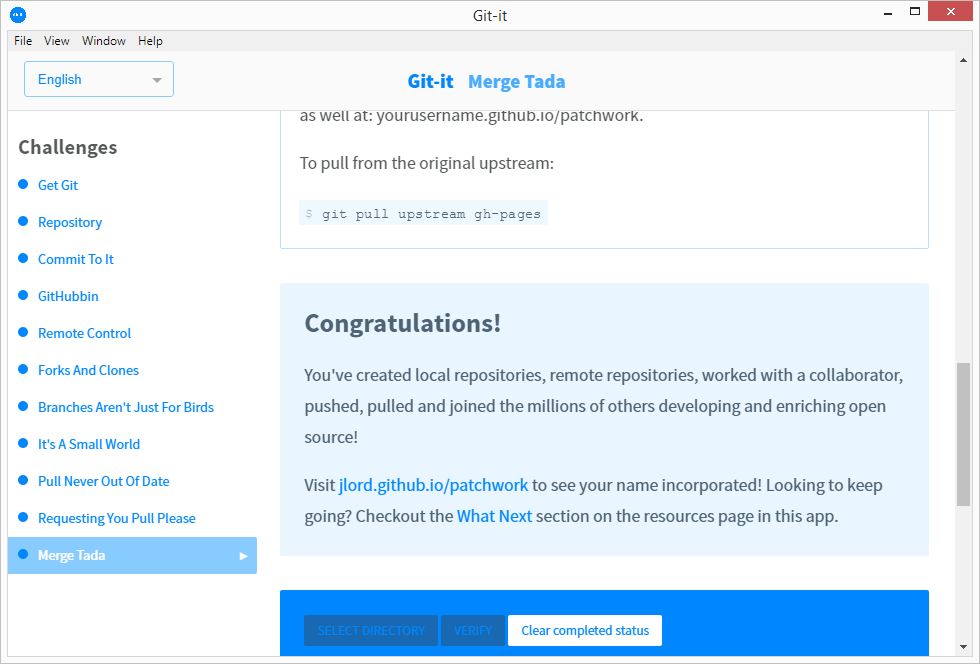 Git-it
File View Window Help
English
Git-it Merge Tada
Challenges
Get Git
Repository
Commit To It
GitHubbin
Remote Control
Forks And Clones
Branches Aren't Just For Birds
It's A Small World
Pull Never Out Of Date
Requesting You Pull Please
Merge Tada
as well at: yourusername.github.io/patchwork.
To pull from the original upstream:
$ git pull upstream gh-pages
Congratulations!
You've created local repositories, remote repositories, worked with a collaborator,
pushed, pulled and joined the millions of others developing and enriching open
source!
Visit jlord.github.io/patchwork to see your name incorporated! Looking to keep
going? Checkout the What Next section on the resources page in this app.
SELECT DIRECTORY VERIFY Clear completed status